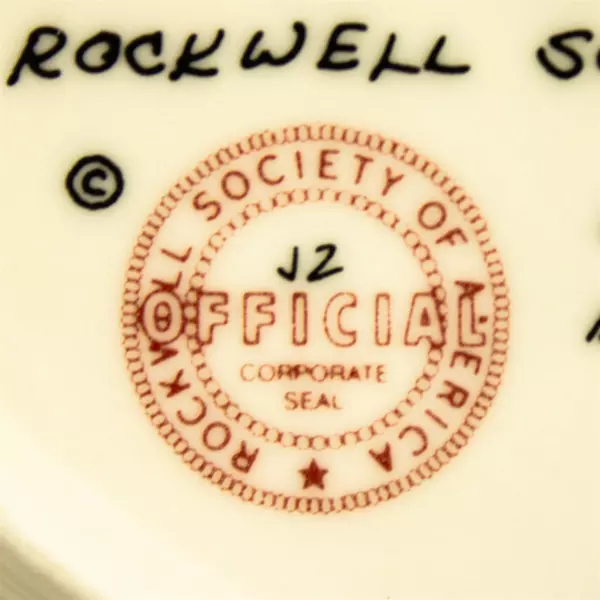 ROCKWELL
©
ROCKWELL SOCIETY OF AMERICA
J2
OFFICIAL
CORPORATE
SEAL